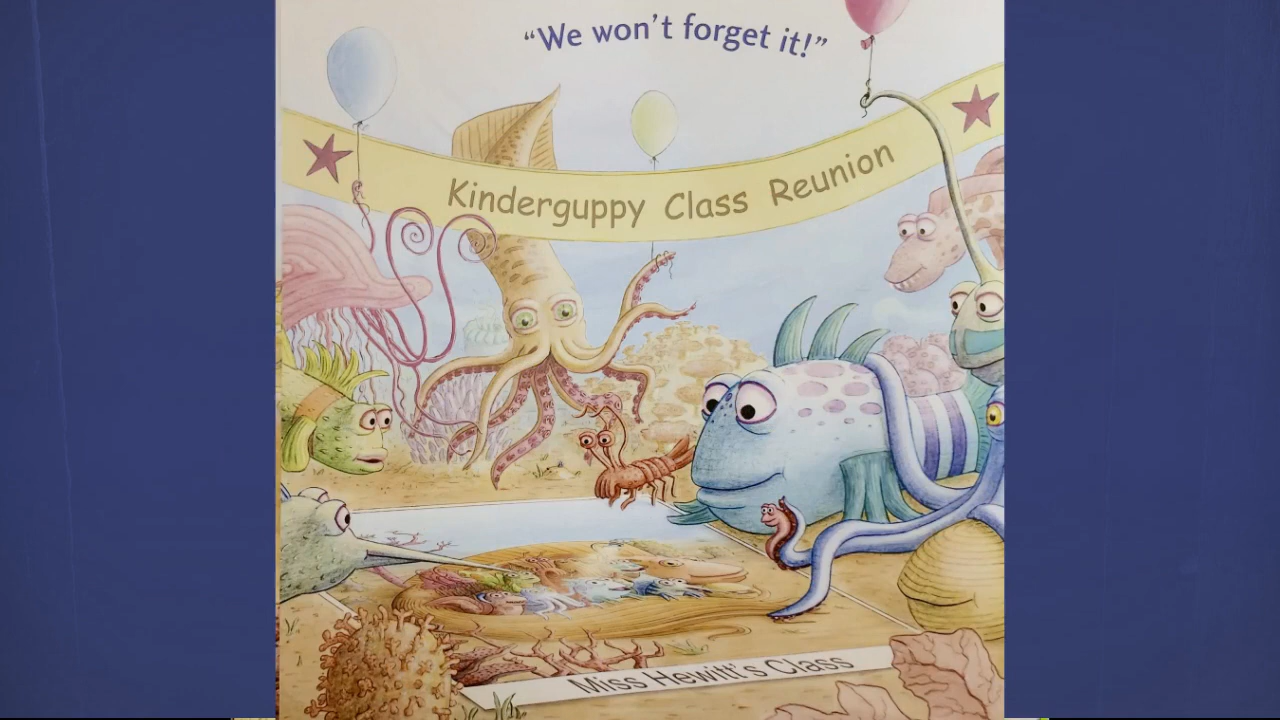 “We won’t forget it!”
Kinderguppy Class Reunion
Miss Hewitt's Class